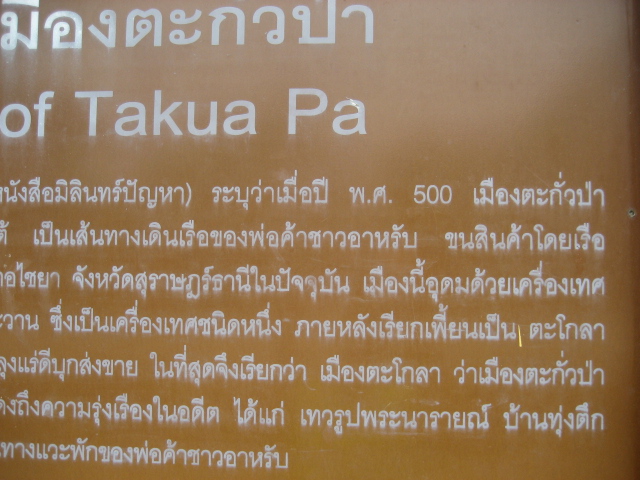 เมืองตะกั่วป่า
of Takua Pa
หนังสือมิลินทร์ปัญหา) ระบุว่าเมื่อปี พ.ศ. 500 เมืองตะกั่วป่า
เป็นเส้นทางเดินเรือของพ่อค้าชาวอาหรับ ขนสินค้าโดยเรือ
ไชยา จังหวัดสุราษฎร์ธานีในปัจจุบัน เมืองนี้อุดมด้วยเครื่องเทศ
ซึ่งเป็นเครื่องเทศชนิดหนึ่ง ภายหลังเรียกเพี้ยนเป็น ตะโกลา
แร่ดีบุกส่งขาย ในที่สุดจึงเรียกว่า เมืองตะโกลา ว่าเมืองตะกั่วป่า
ถึงความรุ่งเรืองในอดีต ได้แก่ เทวรูปพระนารายณ์ บ้านทุ่งตึก
ทางแวะพักของพ่อค้าชาวอาหรับ